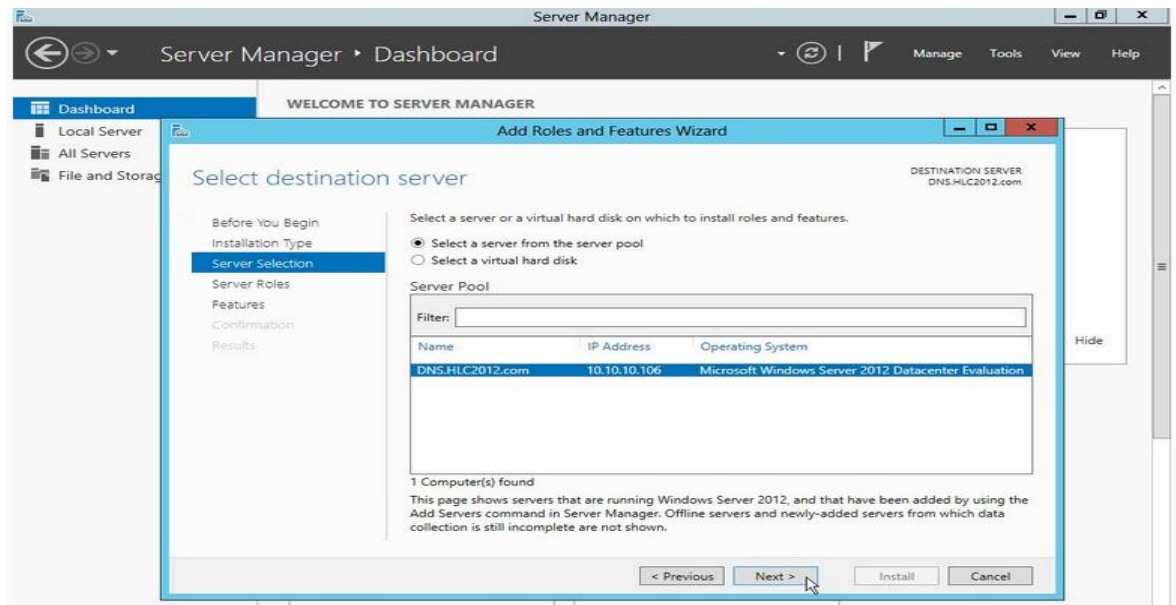 Server Manager
Server Manager ‣ Dashboard
Manage Tools View Help
Dashboard
Local Server
All Servers
File and Storag
WELCOME TO SERVER MANAGER
Add Roles and Features Wizard
Select destination server
DESTINATION SERVER
DNS.HLC2012.com
Before You Begin
Installation Type
Server Selection
Server Roles
Features
Confirmation
Results
Select a server or a virtual hard disk on which to install roles and features.
Select a server from the server pool
Select a virtual hard disk
Server Pool
Filter:
Name IP Address Operating System
DNS.HLC2012.com 10.10.10.106 Microsoft Windows Server 2012 Datacenter Evaluation
1 Computer(s) found
This page shows servers that are running Windows Server 2012, and that have been added by using the
Add Servers command in Server Manager. Offline servers and newly-added servers from which data
collection is still incomplete are not shown.
< Previous Next > Install Cancel
Hide